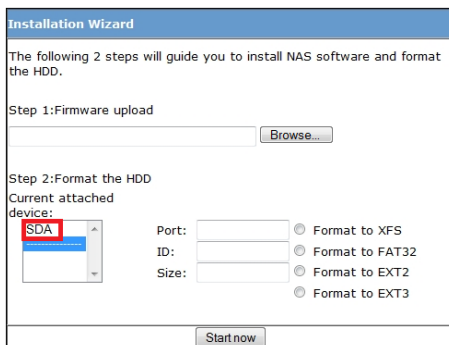 Installation Wizard
The following 2 steps will guide you to install NAS software and format
the HDD.
Step 1:Firmware upload
Browse...
Step 2:Format the HDD
Current attached
device:
SDA
--------------
Port:
ID:
Size:
Format to XFS
Format to FAT32
Format to EXT2
Format to EXT3
Start now